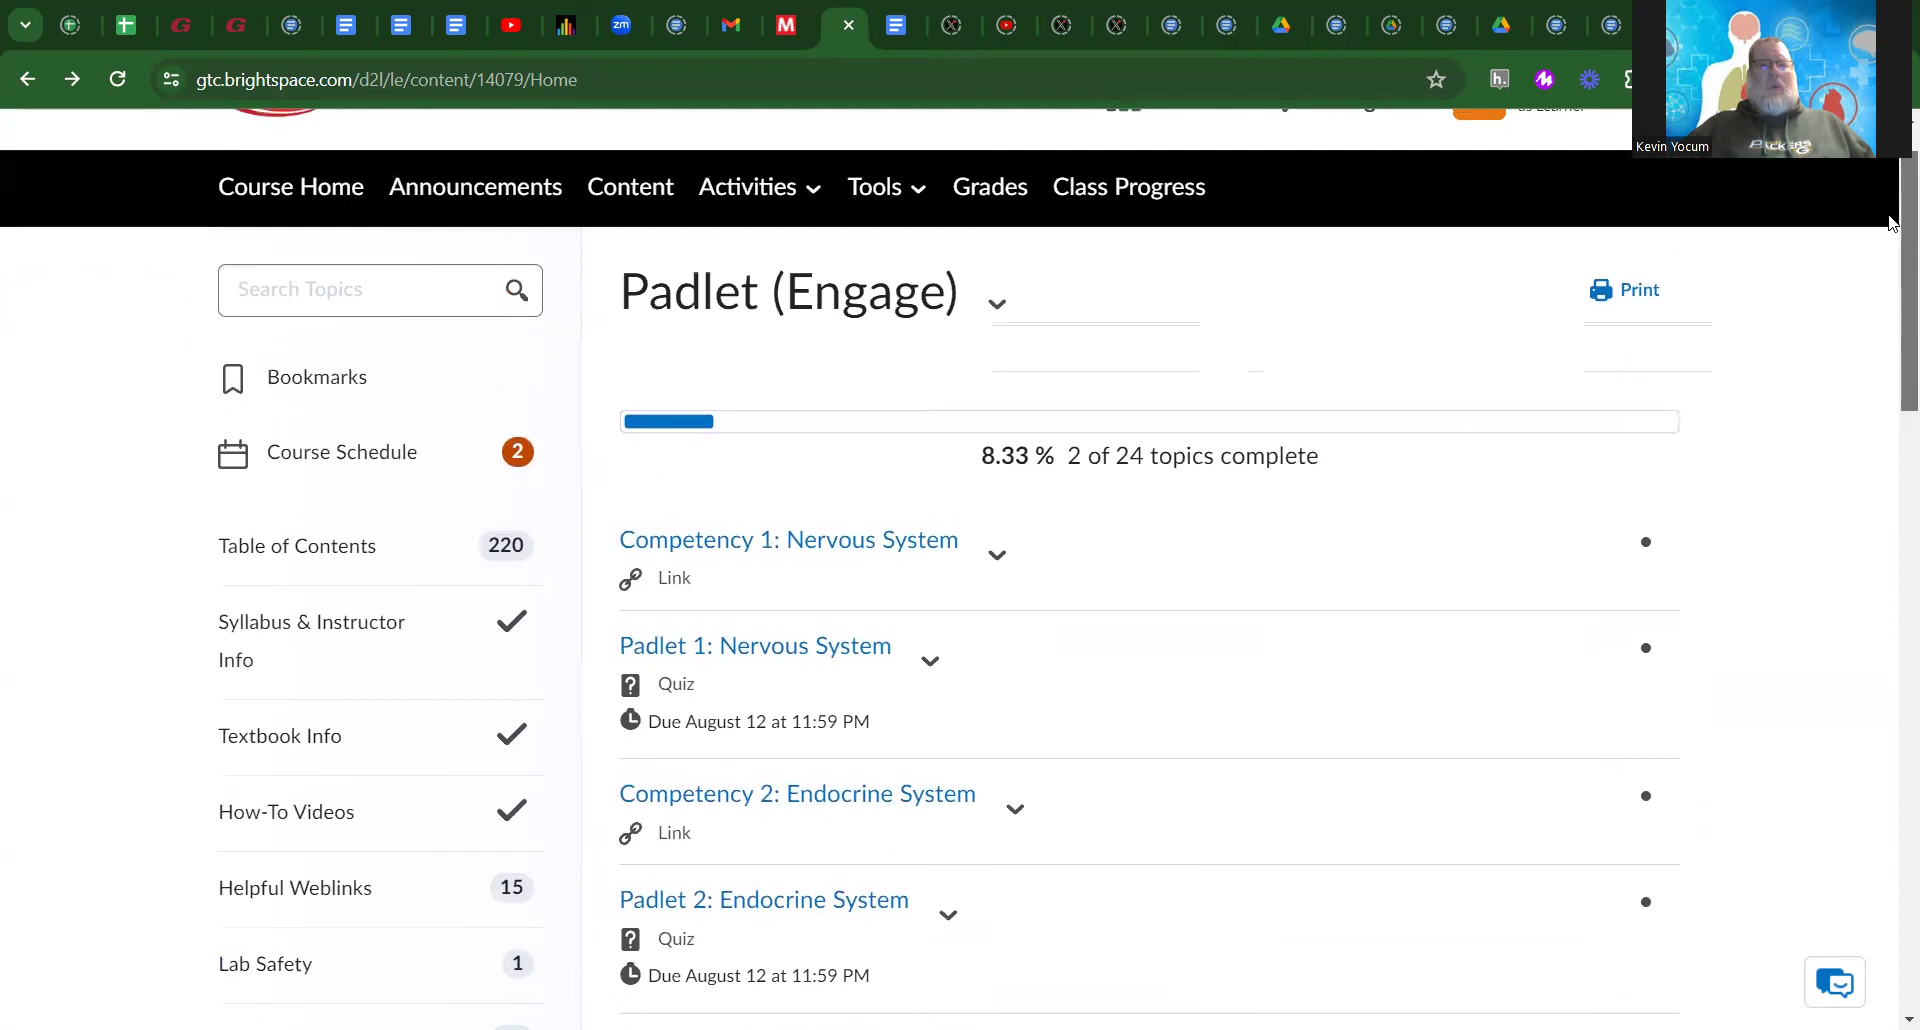 gtc.brightspace.com/d2l/le/content/14079/Home
Kevin Yocum
PACKERS
Course Home Announcements Content Activities Tools Grades Class Progress
Search Topics
Padlet (Engage)
Print
Bookmarks
8.33 % 2 of 24 topics complete
Course Schedule 2
Competency 1: Nervous System
Link
Table of Contents 220
Padlet 1: Nervous System
Quiz
Due August 12 at 11:59 PM
Syllabus & Instructor
Info
Textbook Info
Competency 2: Endocrine System
Link
How-To Videos
Helpful Weblinks 15
Padlet 2: Endocrine System
Quiz
Due August 12 at 11:59 PM
Lab Safety 1